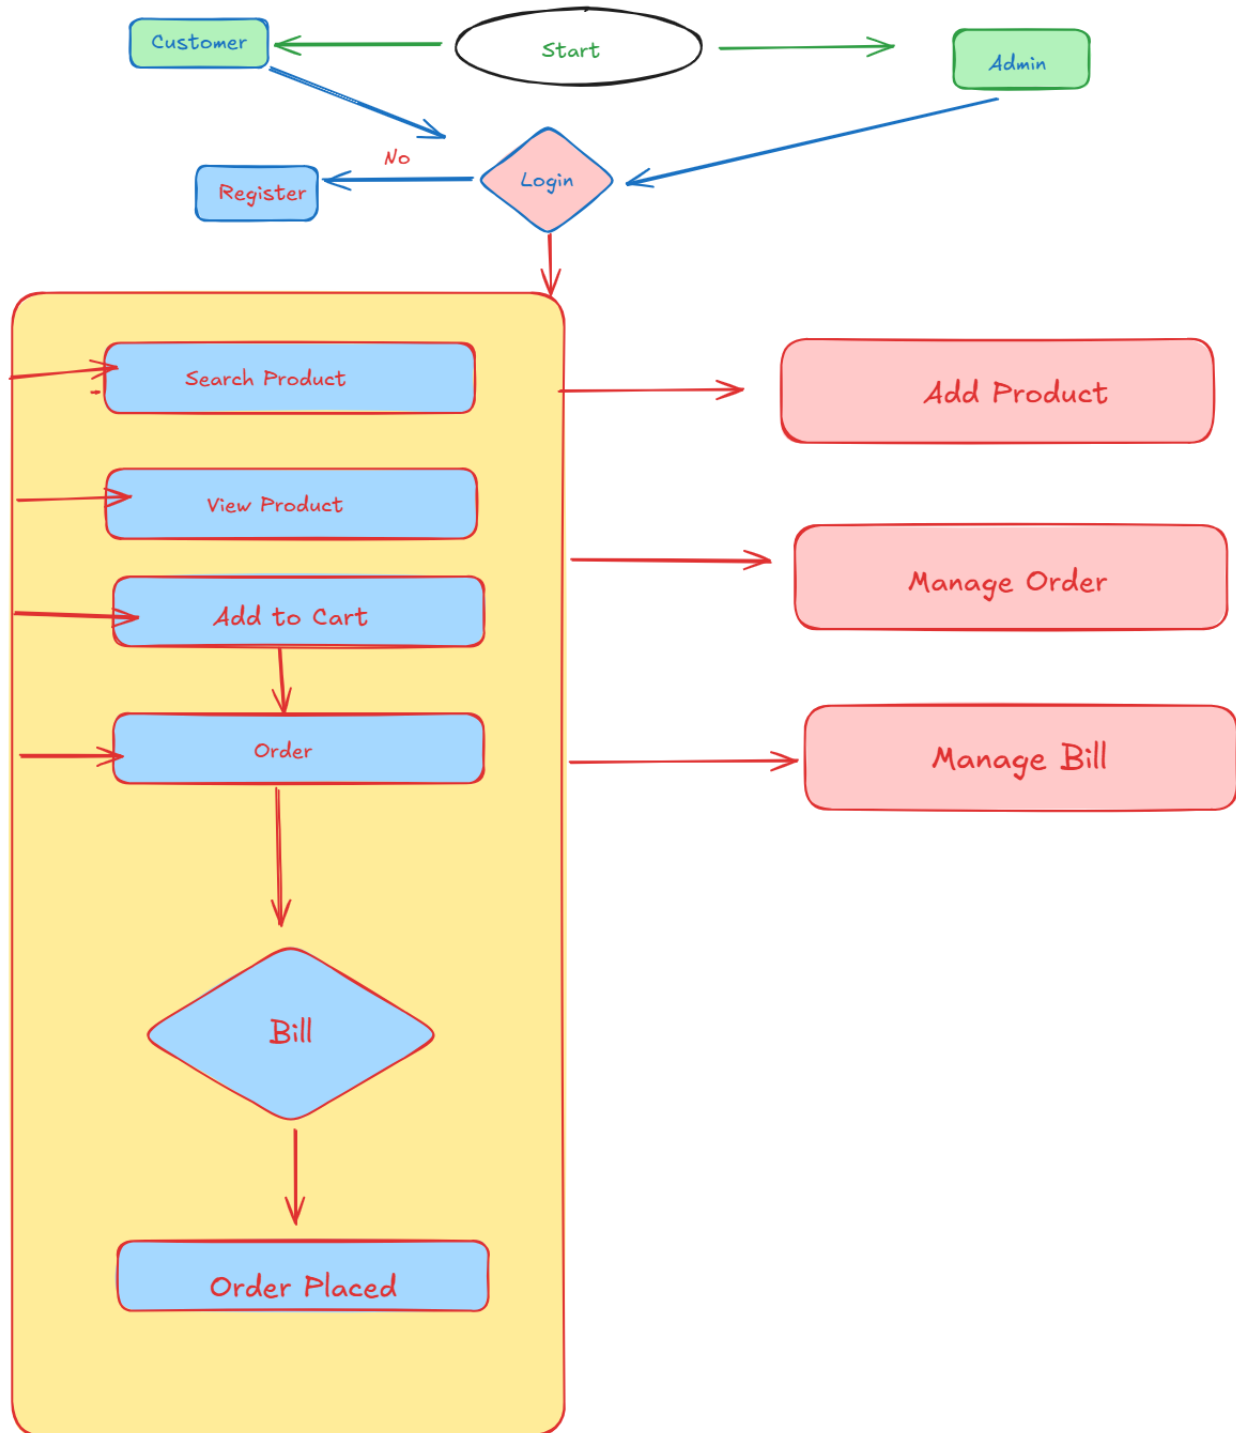 Customer
Start
Admin
No
Login
Register
Search Product
Add Product
View Product
Manage Order
Add to Cart
Order
Manage Bill
Bill
Order Placed